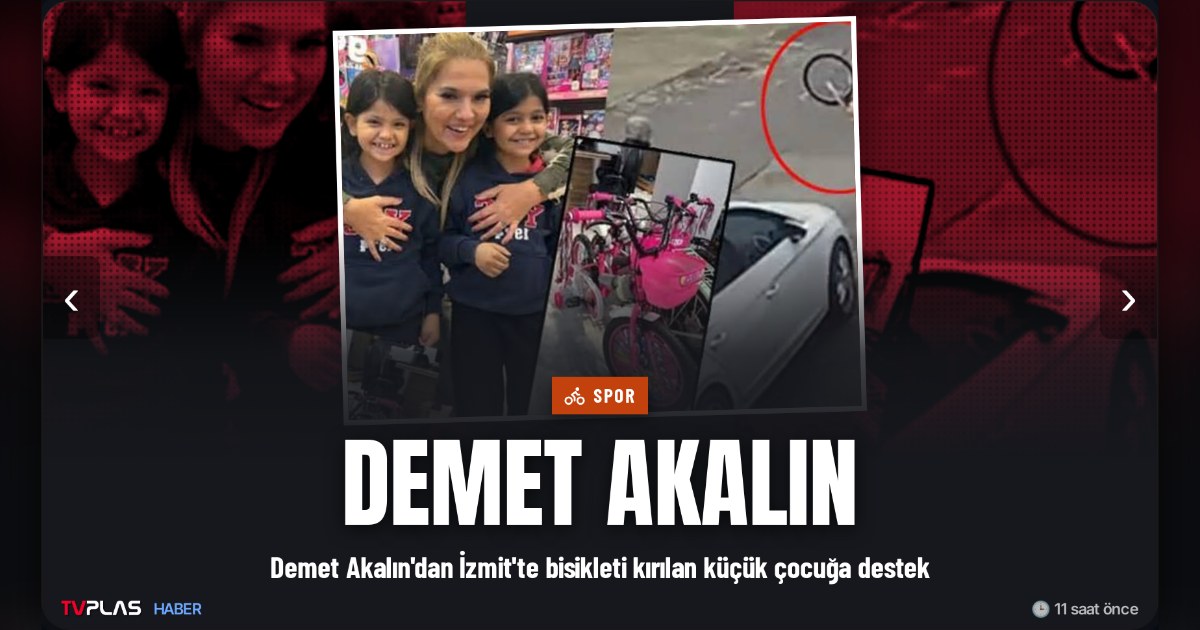 SPOR
DEMET AKALIN
Demet Akalın'dan İzmit'te bisikleti kırılan küçük çocuğa destek
TVPLAS HABER
11 saat önce